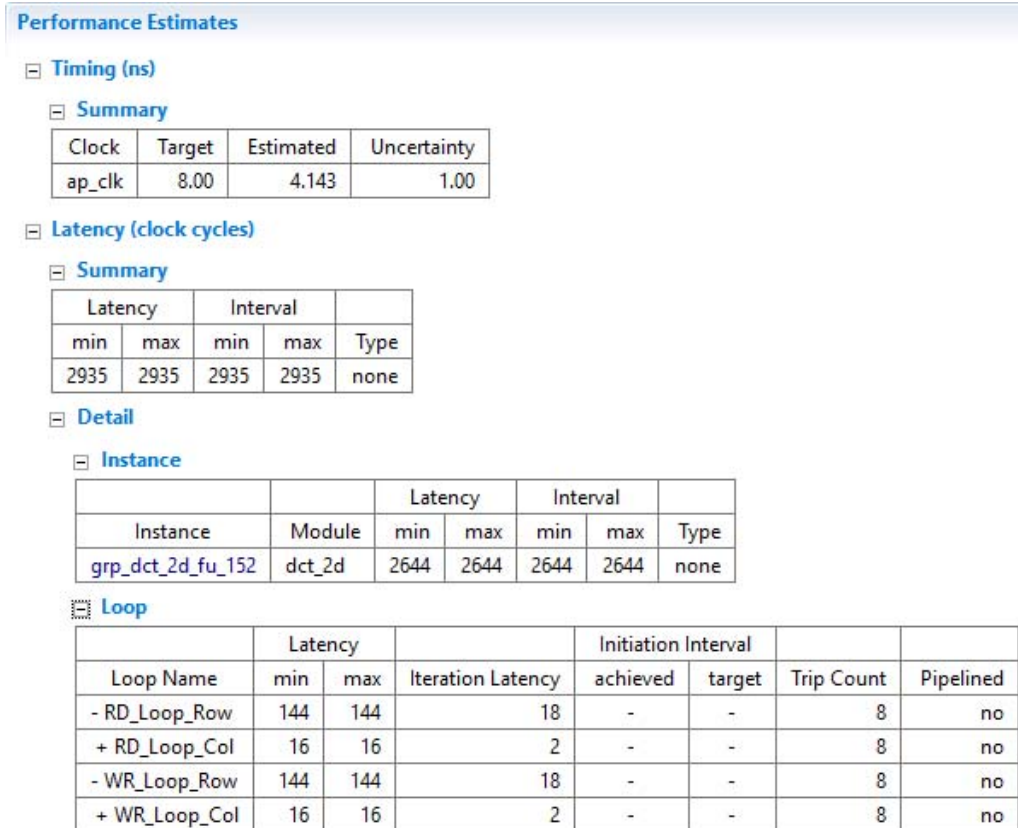 Performance Estimates
Timing (ns)
Summary
Clock Target Estimated Uncertainty
ap_clk 8.00 4.143 1.00
Latency (clock cycles)
Summary
Latency Interval
min max min max Type
2935 2935 2935 2935 none
Detail
Instance
Latency Interval
Instance Module min max min max Type
grp_dct_2d_fu_152 dct_2d 2644 2644 2644 2644 none
Loop
Latency Initiation Interval
Loop Name min max Iteration Latency achieved target Trip Count Pipelined
- RD_Loop_Row 144 144 18 - - 8 no
+ RD_Loop_Col 16 16 2 - - 8 no
- WR_Loop_Row 144 144 18 - - 8 no
+ WR_Loop_Col 16 16 2 - - 8 no